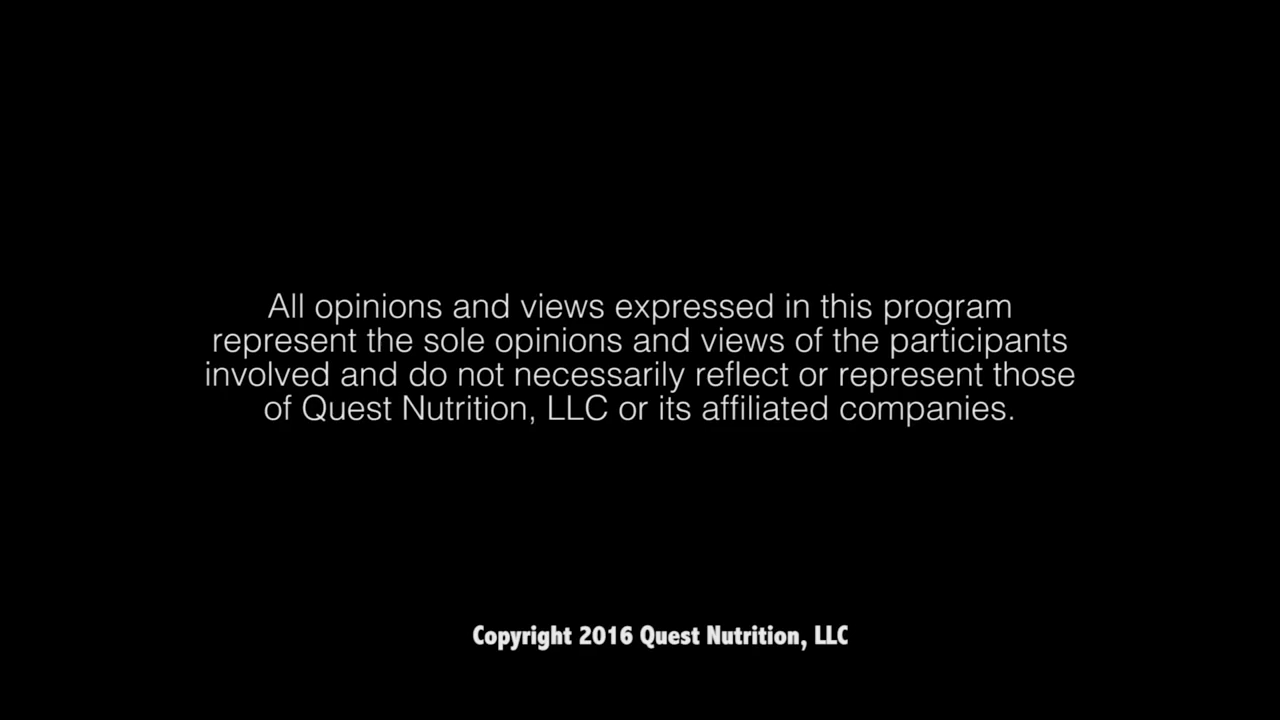 All opinions and views expressed in this program
represent the sole opinions and views of the participants
involved and do not necessarily reflect or represent those
of Quest Nutrition, LLC or its affiliated companies.
Copyright 2016 Quest Nutrition, LLC